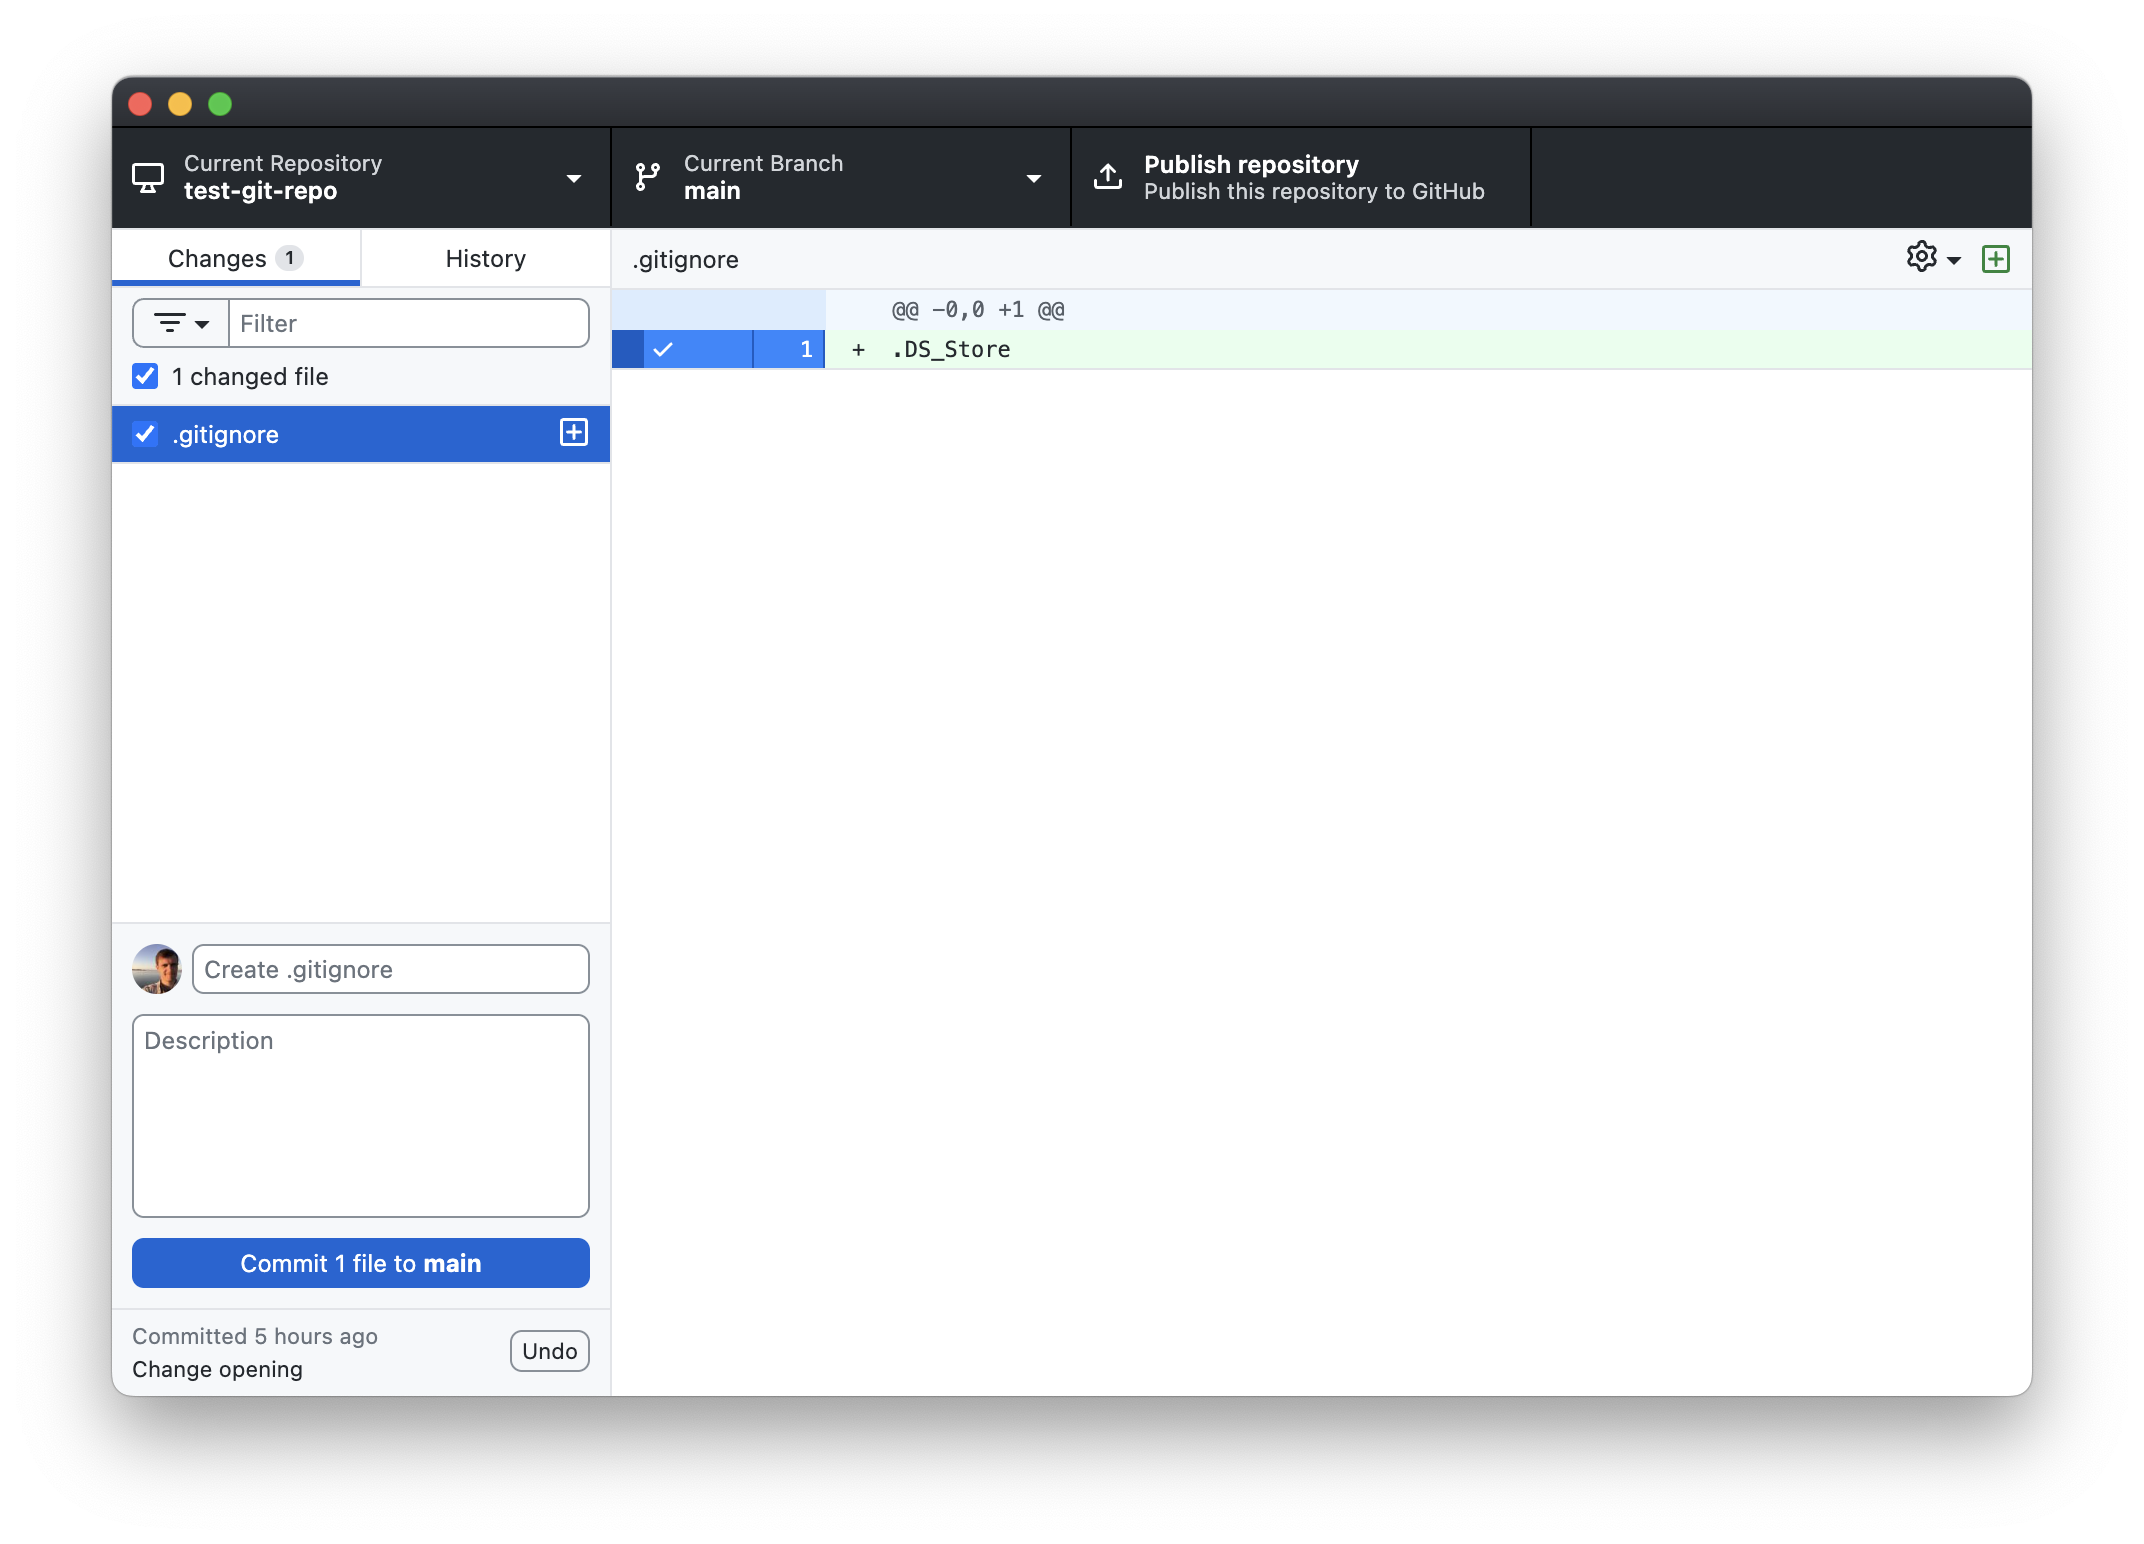 Current Repository
test-git-repo
Current Branch
main
Publish repository
Publish this repository to GitHub
Changes 1
History
.gitignore
Filter
1 changed file
.gitignore
@@ -0,0 +1 @@
1 + .DS_Store
Create .gitignore
Description
Commit 1 file to main
Committed 5 hours ago
Change opening
Undo